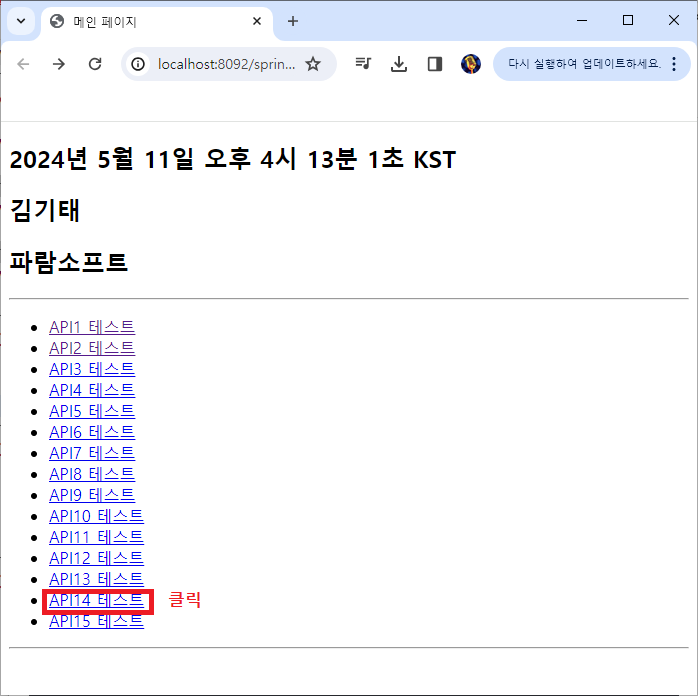 메인 페이지
localhost:8092/sprin...
다시 실행하여 업데이트하세요.
2024년 5월 11일 오후 4시 13분 1초 KST
김기태
파람소프트
API1 테스트
API2 테스트
API3 테스트
API4 테스트
API5 테스트
API6 테스트
API7 테스트
API8 테스트
API9 테스트
API10 테스트
API11 테스트
API12 테스트
API13 테스트
API14 테스트 클릭
API15 테스트